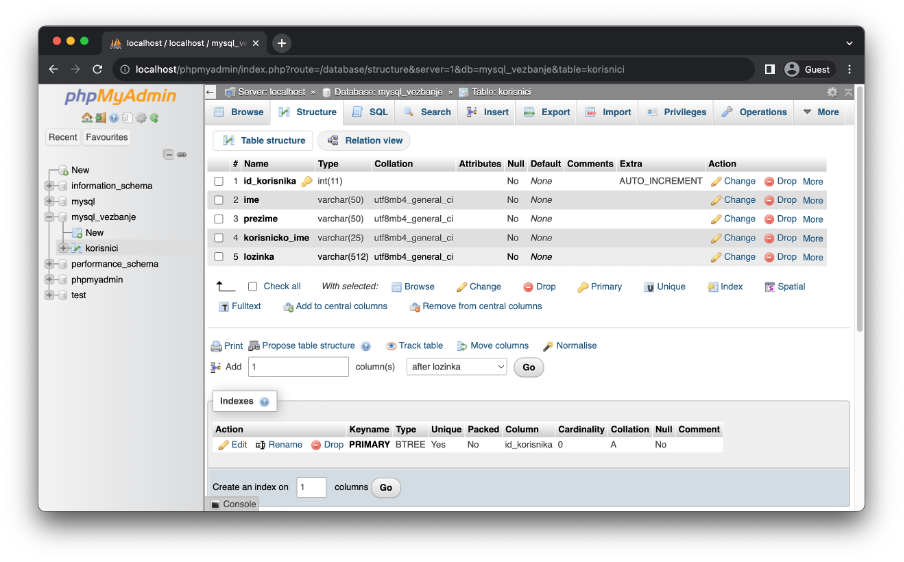 localhost / localhost / mysql_ve
localhost/phpmyadmin/index.php?route=/database/structure&server=1&db=mysql_vezbanje&table=korisnici
Guest
phpMyAdmin
Recent Favourites
New
information_schema
mysql
mysql_vezbanje
New
korisnici
performance_schema
phpmyadmin
test
Server: localhost » Database: mysql_vezbanje » Table: korisnici
Browse Structure SQL Search Insert Export Import Privileges Operations More
Table structure Relation view
# Name Type Collation Attributes Null Default Comments Extra Action
1 id_korisnika int(11) No None AUTO_INCREMENT Change Drop More
2 ime varchar(50) utf8mb4_general_ci No None Change Drop More
3 prezime varchar(50) utf8mb4_general_ci No None Change Drop More
4 korisnicko_ime varchar(25) utf8mb4_general_ci No None Change Drop More
5 lozinka varchar(512) utf8mb4_general_ci No None Change Drop More
Check all With selected: Browse Change Drop Primary Unique Index Spatial
Fulltext Add to central columns Remove from central columns
Print Propose table structure Track table Move columns Normalise
Add 1 column(s) after lozinka Go
Indexes
Action Keyname Type Unique Packed Column Cardinality Collation Null Comment
Edit Rename Drop PRIMARY BTREE Yes No id_korisnika 0 A No
Create an index on 1 columns Go
Console